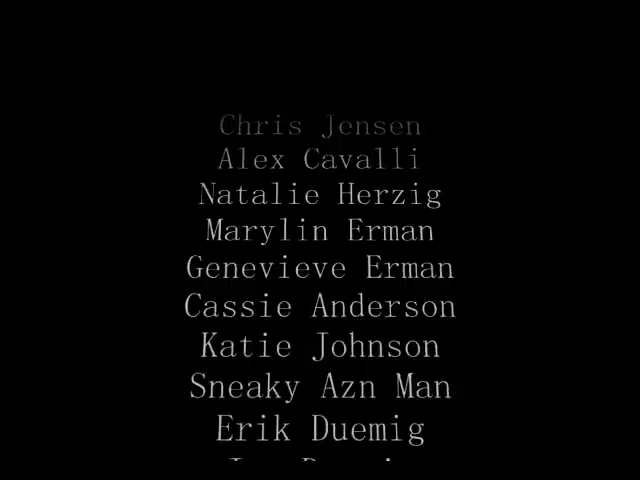 Chris Jensen
Alex Cavalli
Natalie Herzig
Marylin Erman
Genevieve Erman
Cassie Anderson
Katie Johnson
Sneaky Azn Man
Erik Duemig